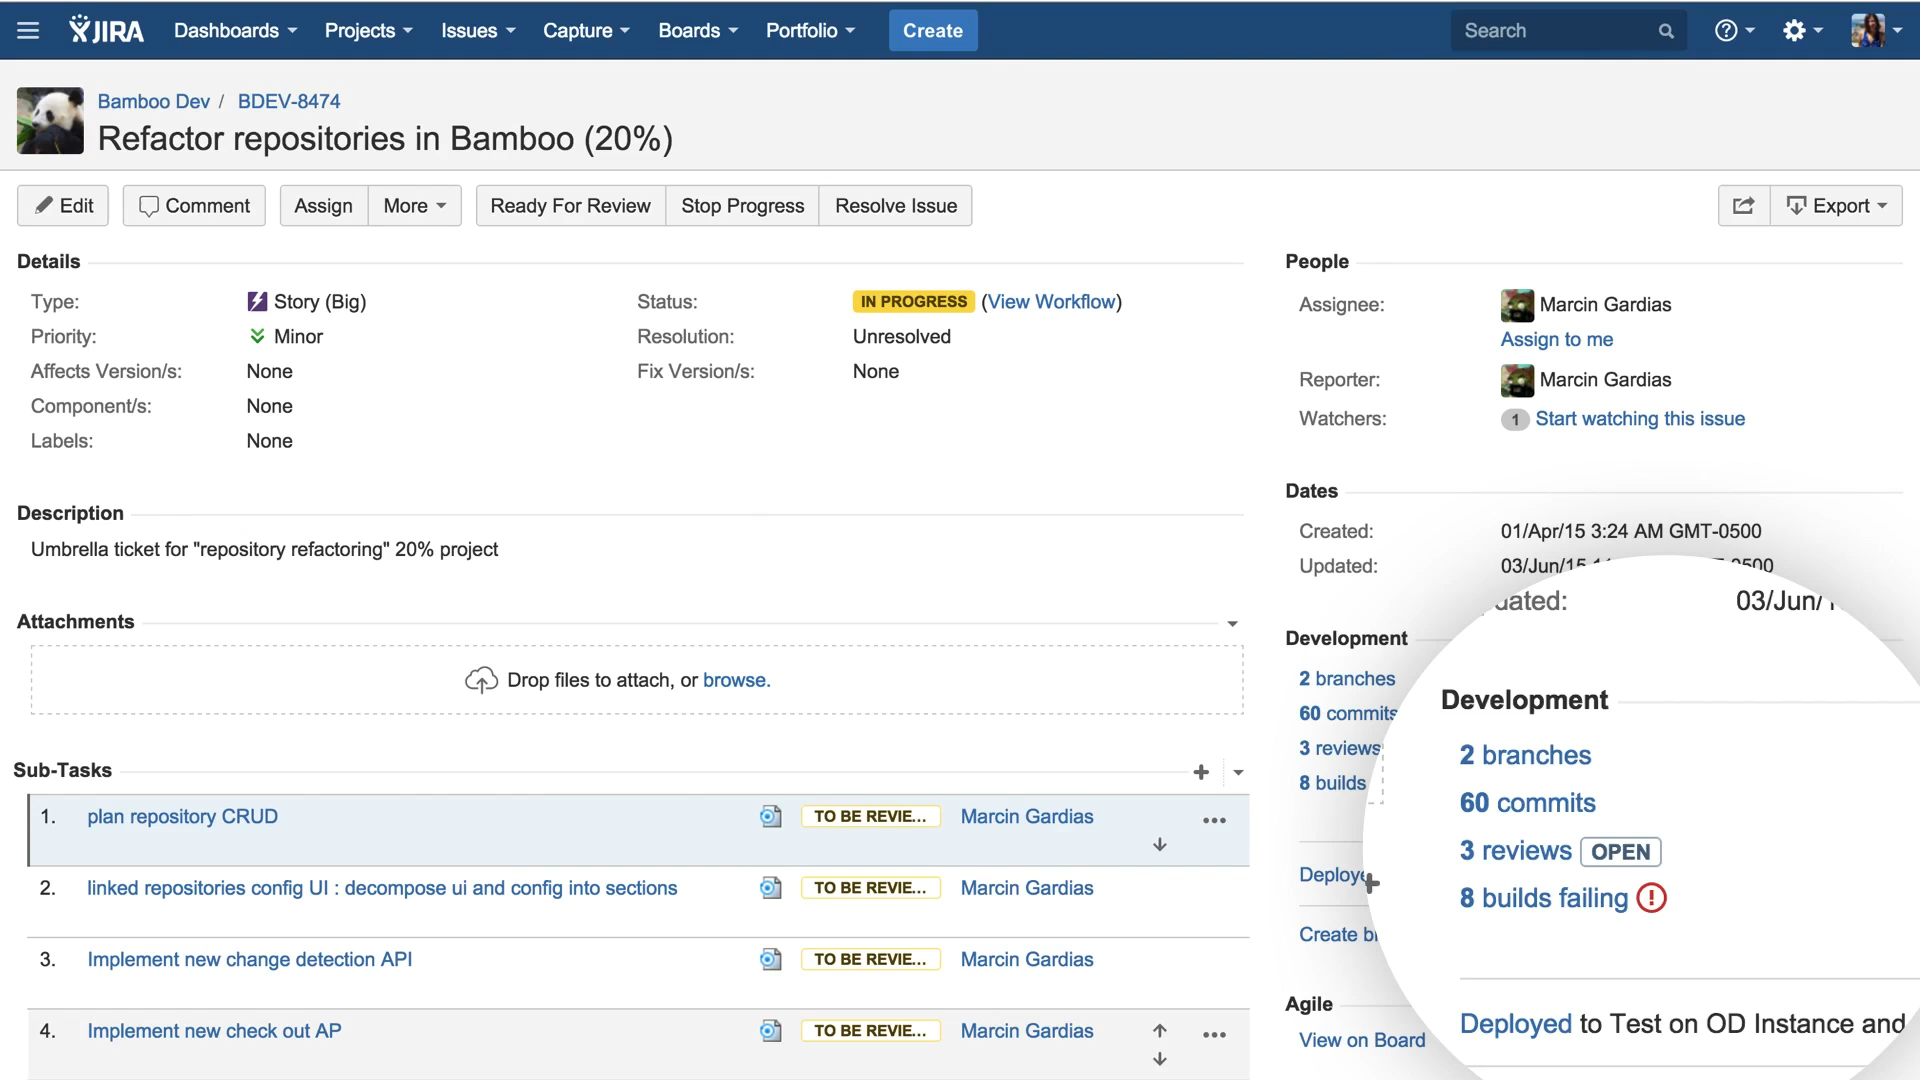 JIRA Dashboards Projects Issues Capture Boards Portfolio Create Search
Bamboo Dev / BDEV-8474
Refactor repositories in Bamboo (20%)
Edit Comment Assign More Ready For Review Stop Progress Resolve Issue Export
Details
Type: Story (Big)
Priority: Minor
Affects Version/s: None
Component/s: None
Labels: None
Status: IN PROGRESS (View Workflow)
Resolution: Unresolved
Fix Version/s: None
Description
Umbrella ticket for "repository refactoring" 20% project
Attachments
Drop files to attach, or browse.
Sub-Tasks
1. plan repository CRUD TO BE REVIE... Marcin Gardias
2. linked repositories config UI : decompose ui and config into sections TO BE REVIE... Marcin Gardias
3. Implement new change detection API TO BE REVIE... Marcin Gardias
4. Implement new check out AP TO BE REVIE... Marcin Gardias
People
Assignee: Marcin Gardias
Assign to me
Reporter: Marcin Gardias
Watchers: 1 Start watching this issue
Dates
Created: 01/Apr/15 3:24 AM GMT-0500
Updated: 03/Jun/15
Development
2 branches
60 commits
3 reviews
8 builds
Deploye
Create
Agile
View on Board
dated: 03/Jun/
Development
2 branches
60 commits
3 reviews OPEN
8 builds failing
Deployed to Test on OD Instance and